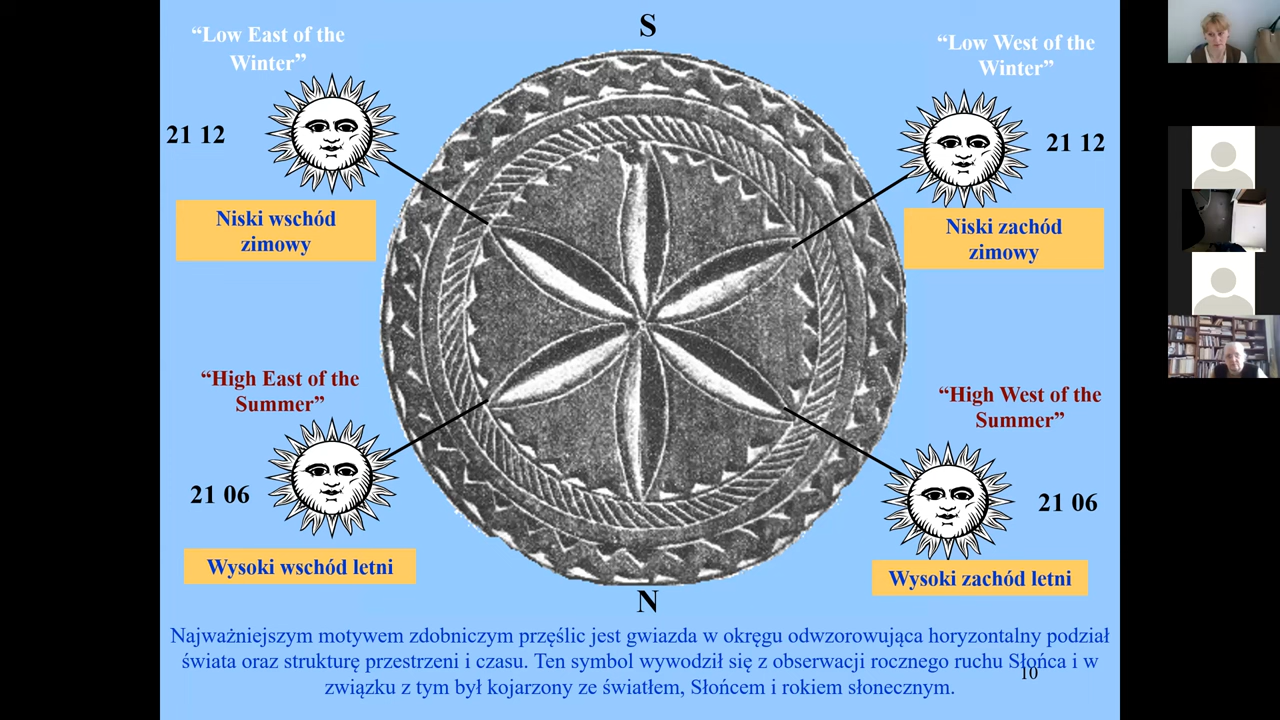 S
“Low East of the
Winter”
“Low West of the
Winter”
21 12
21 12
Niski wschód
zimowy
Niski zachód
zimowy
“High East of the
Summer”
“High West of the
Summer”
21 06
21 06
Wysoki wschód letni
Wysoki zachód letni
N
Najważniejszym motywem zdobniczym przęślic jest gwiazda w okręgu odwzorowująca horyzontalny podział
świata oraz strukturę przestrzeni i czasu. Ten symbol wywodził się z obserwacji rocznego ruchu Słońca i w
związku z tym był kojarzony ze światłem, Słońcem i rokiem słonecznym.
10